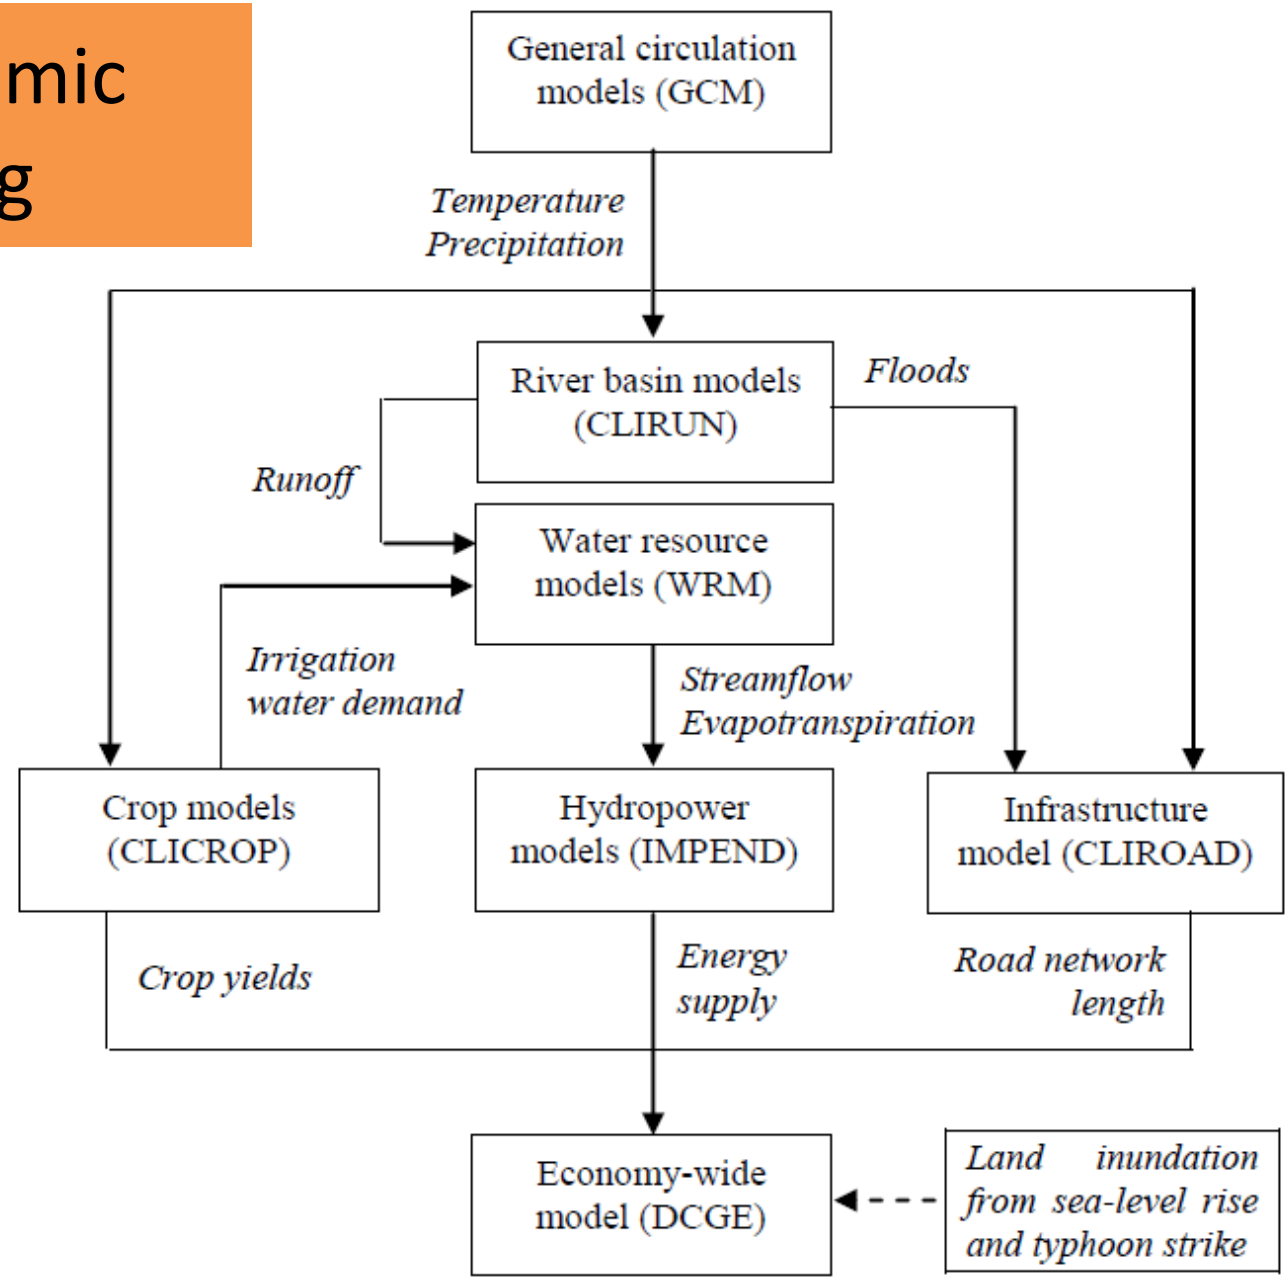 mic
g
General circulation
models (GCM)
Temperature
Precipitation
River basin models
(CLIRUN)
Floods
Runoff
Water resource
models (WRM)
Irrigation
water demand
Streamflow
Evapotranspiration
Crop models
(CLICROP)
Hydropower
models (IMPEND)
Infrastructure
model (CLIROAD)
Crop yields
Energy
supply
Road network
length
Economy-wide
model (DCGE)
Land inundation
from sea-level rise
and typhoon strike